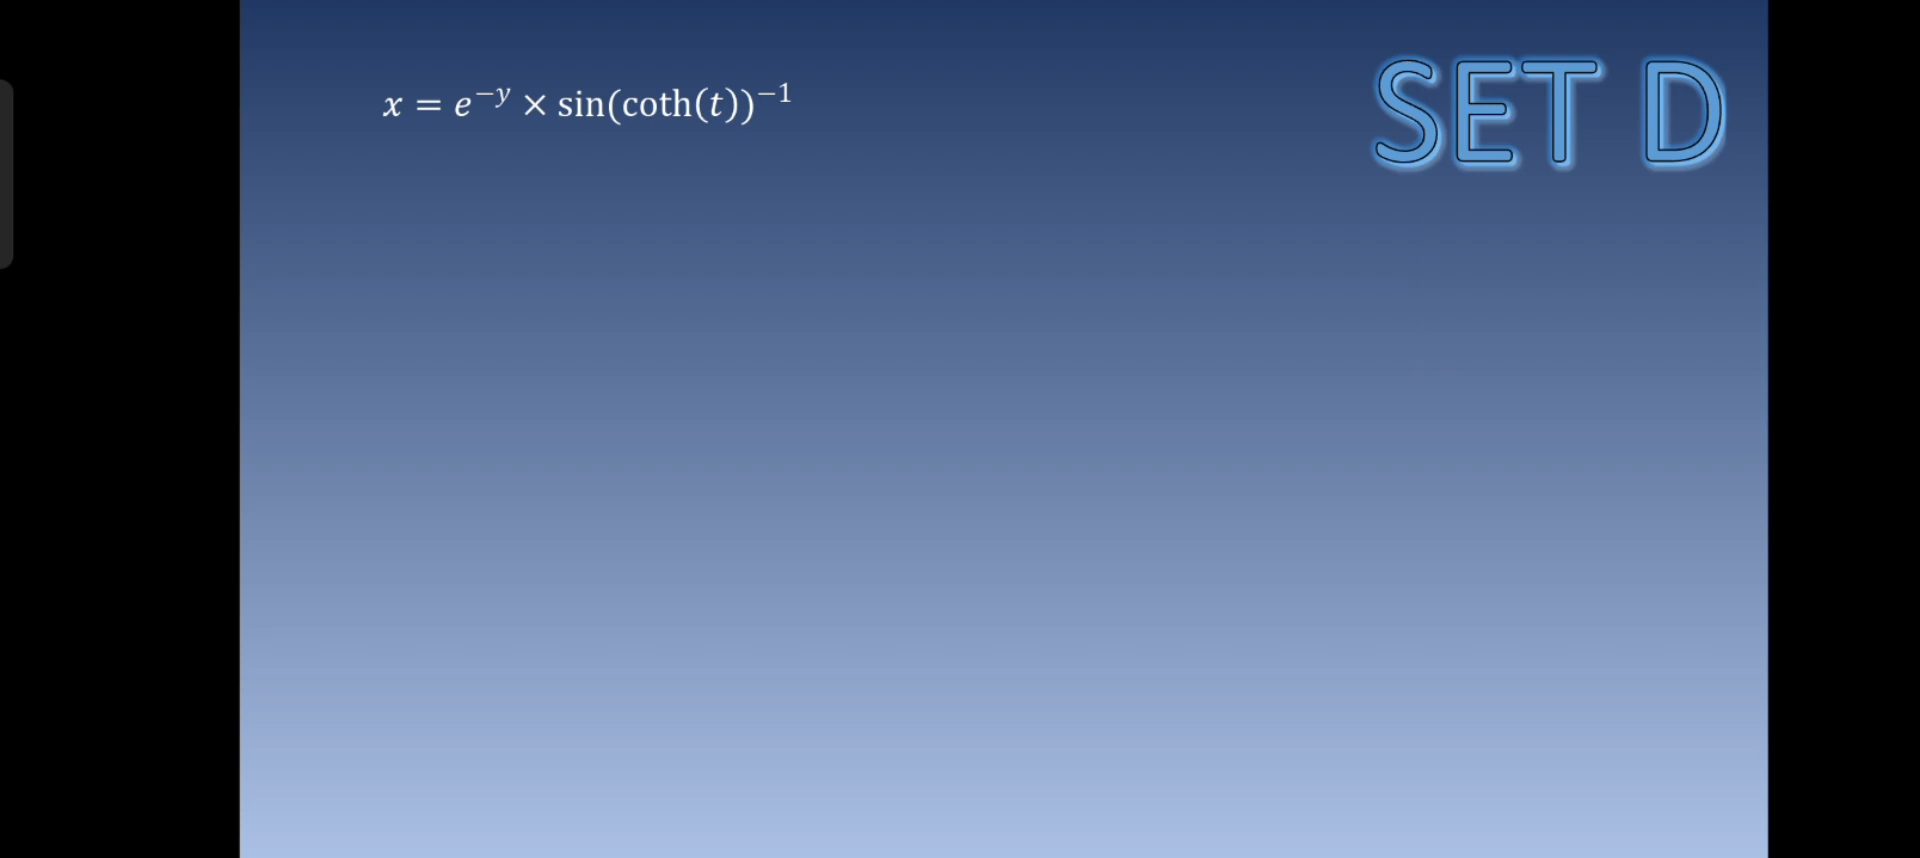 x = e^{−y} × sin(coth(t))^{−1}
SET D